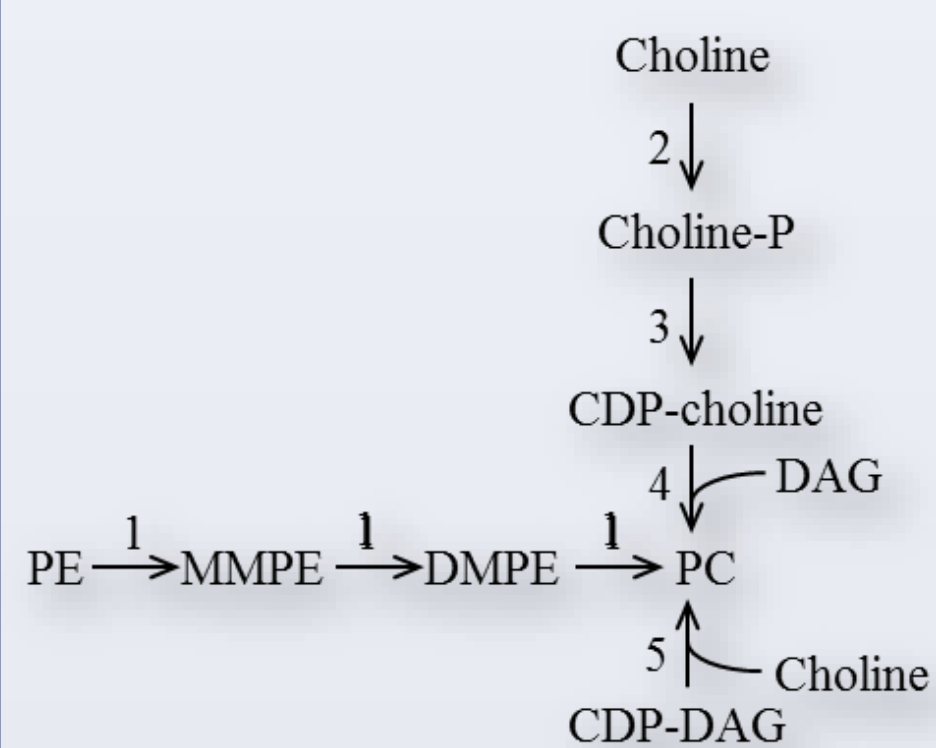 Choline
2
Choline-P
3
CDP-choline
4
DAG
1
1
1
PE
MMPE
DMPE
PC
5
Choline
CDP-DAG